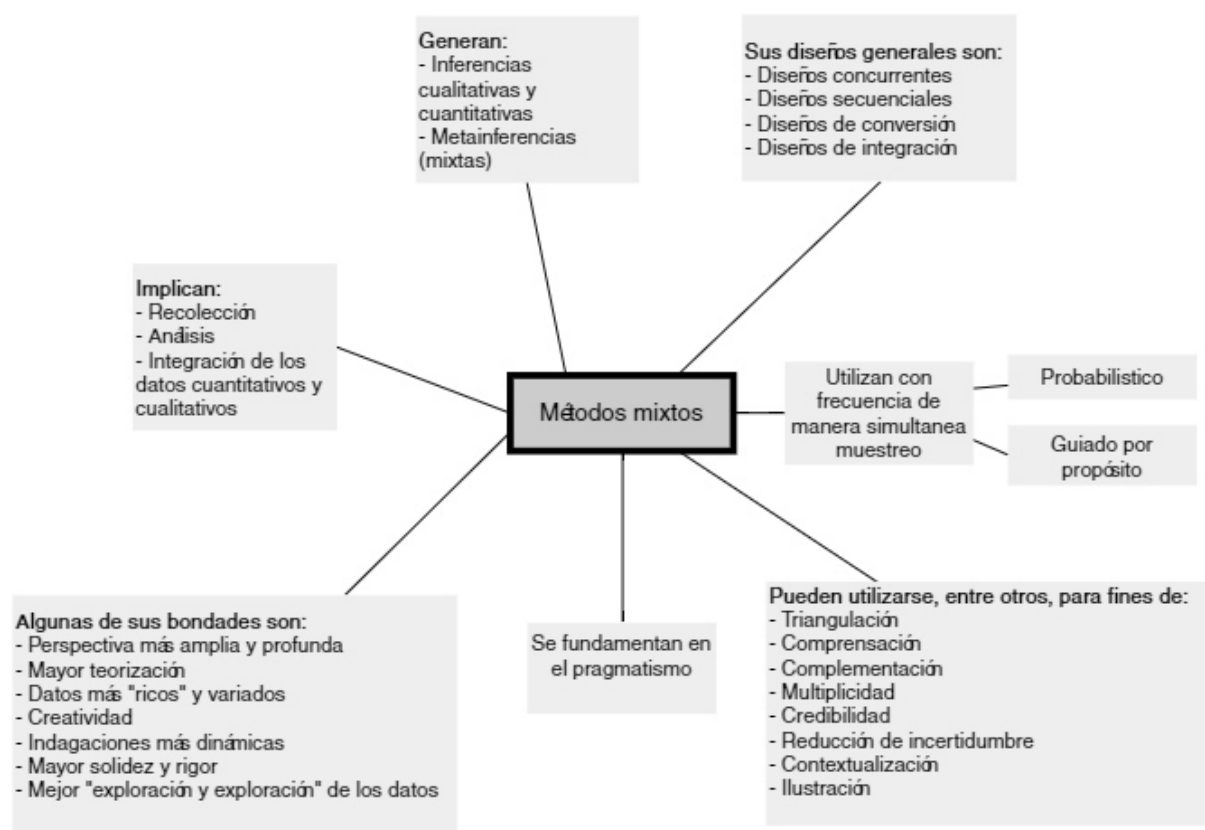 Generan:
- Inferencias
cualitativas y
cuantitativas
- Metainferencias
(mixtas)
Sus diseños generales son:
- Diseños concurrentes
- Diseños secuenciales
- Diseños de conversión
- Diseños de integración
Implican:
- Recolección
- Análisis
- Integración de los
datos cuantitativos y
cualitativos
Métodos mixtos
Utilizan con
frecuencia de
manera simultanea
muestreo
Probabilistico
Guiado por
propósito
Algunas de sus bondades son:
- Perspectiva más amplia y profunda
- Mayor teorización
- Datos más "ricos" y variados
- Creatividad
- Indagaciones más dinámicas
- Mayor solidez y rigor
- Mejor "exploración y exploración" de los datos
Se fundamentan en
el pragmatismo
Pueden utilizarse, entre otros, para fines de:
- Triangulación
- Comprensación
- Complementación
- Multiplicidad
- Credibilidad
- Reducción de incertidumbre
- Contextualización
- Ilustración